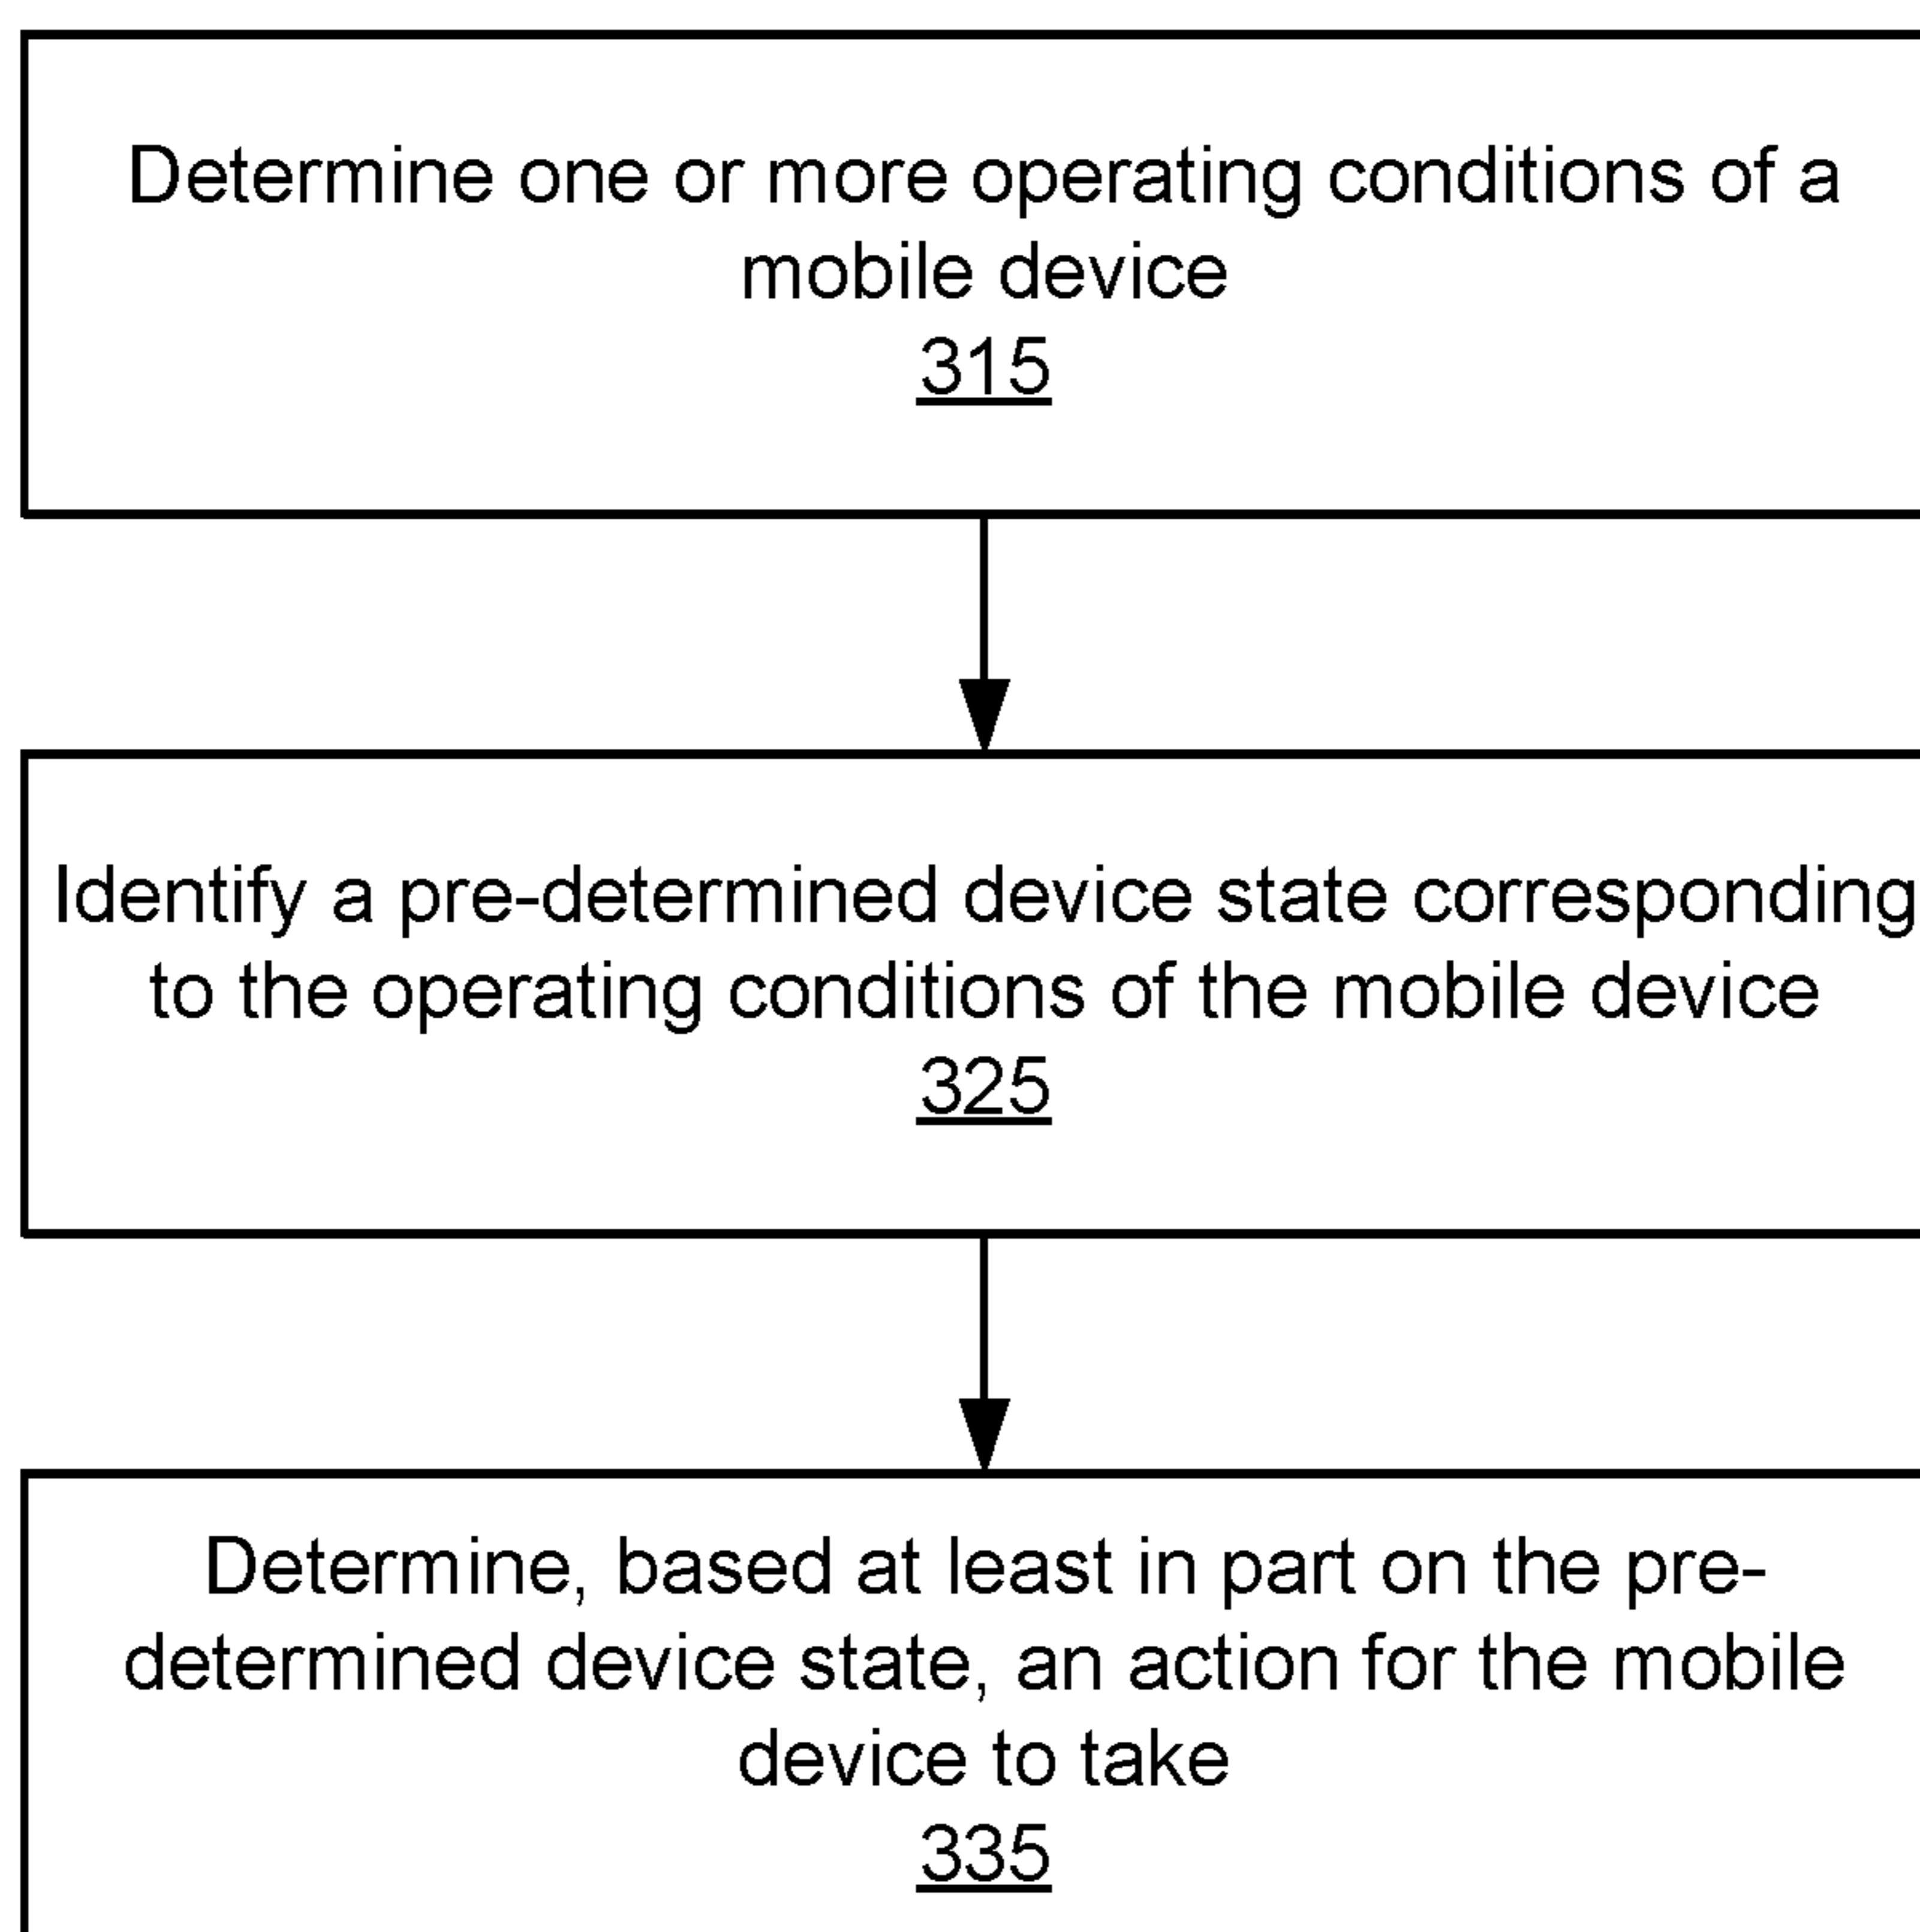 Determine one or more operating conditions of a
mobile device
315
Identify a pre-determined device state corresponding
to the operating conditions of the mobile device
325
Determine, based at least in part on the pre-
determined device state, an action for the mobile
device to take
335